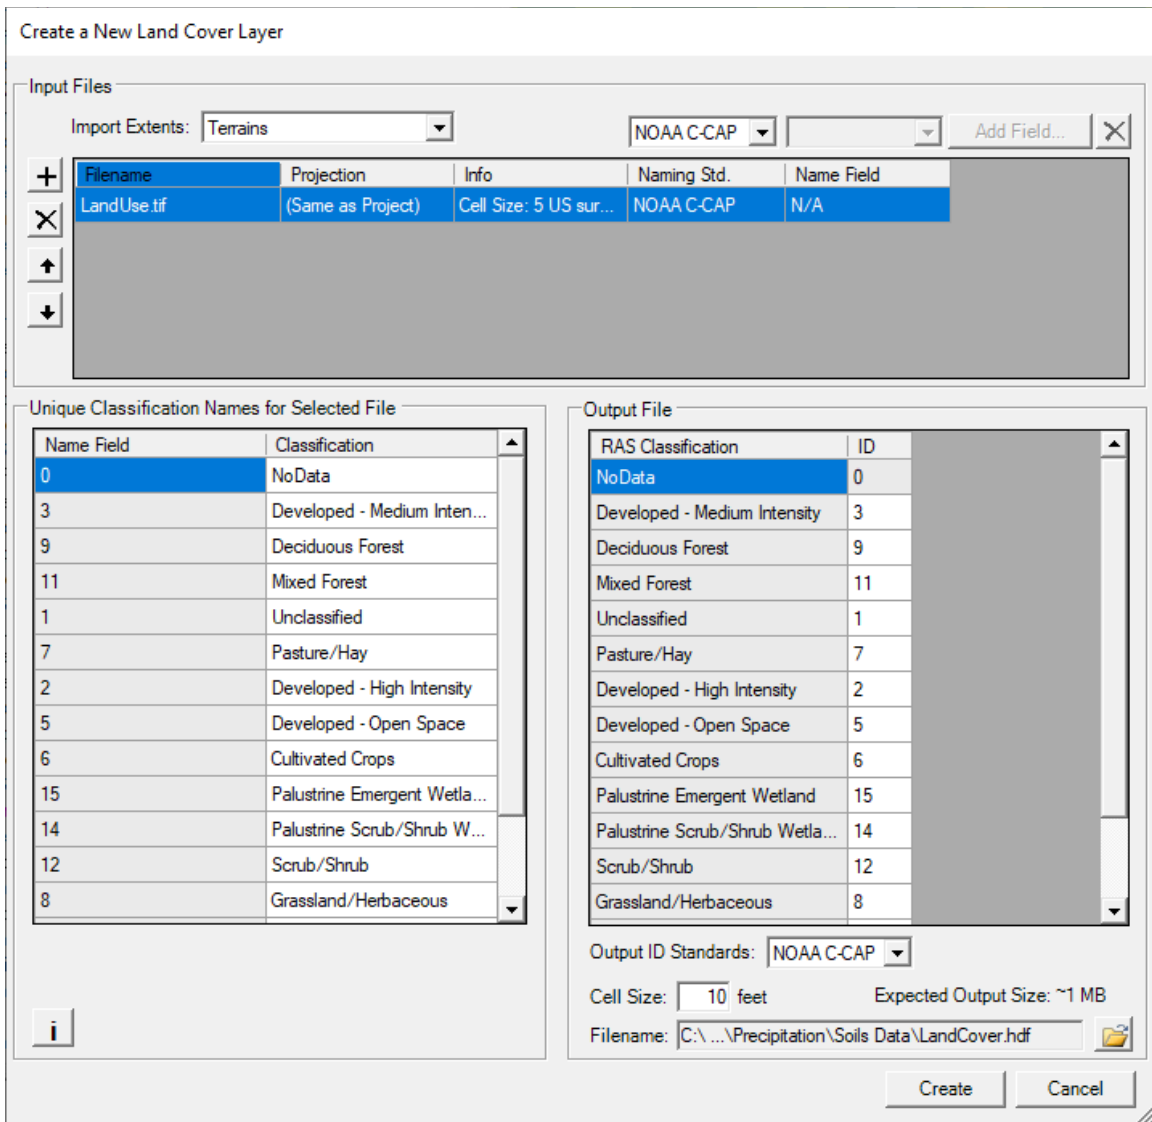 Create a New Land Cover Layer
Input Files
Import Extents: Terrains NOAA C-CAP Add Field...
Filename Projection Info Naming Std. Name Field
LandUse.tif (Same as Project) Cell Size: 5 US sur... NOAA C-CAP N/A
Unique Classification Names for Selected File
Name Field Classification
0 NoData
3 Developed - Medium Inten...
9 Deciduous Forest
11 Mixed Forest
1 Unclassified
7 Pasture/Hay
2 Developed - High Intensity
5 Developed - Open Space
6 Cultivated Crops
15 Palustrine Emergent Wetla...
14 Palustrine Scrub/Shrub W...
12 Scrub/Shrub
8 Grassland/Herbaceous
i
Output File
RAS Classification ID
NoData 0
Developed - Medium Intensity 3
Deciduous Forest 9
Mixed Forest 11
Unclassified 1
Pasture/Hay 7
Developed - High Intensity 2
Developed - Open Space 5
Cultivated Crops 6
Palustrine Emergent Wetland 15
Palustrine Scrub/Shrub Wetla... 14
Scrub/Shrub 12
Grassland/Herbaceous 8
Output ID Standards: NOAA C-CAP
Cell Size: 10 feet Expected Output Size: ~1 MB
Filename: C:\ ...\Precipitation\Soils Data\LandCover.hdf
Create Cancel